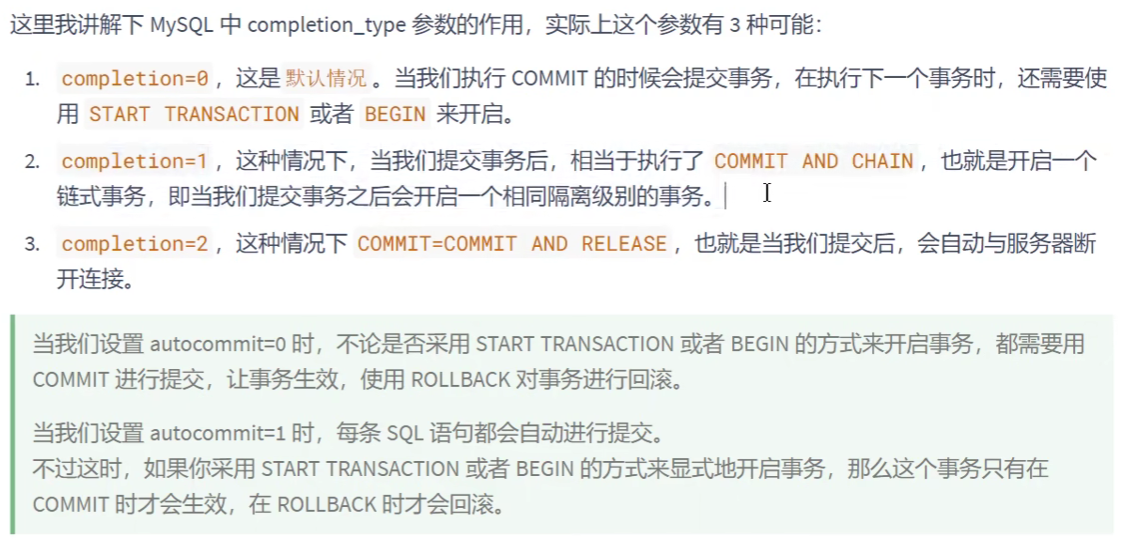 这里我讲解下 MySQL 中 completion_type 参数的作用，实际上这个参数有 3 种可能：
1. completion=0，这是默认情况。当我们执行 COMMIT 的时候会提交事务，在执行下一个事务时，还需要使
用 START TRANSACTION 或者 BEGIN 来开启。
2. completion=1，这种情况下，当我们提交事务后，相当于执行了 COMMIT AND CHAIN，也就是开启一个
链式事务，即当我们提交事务之后会开启一个相同隔离级别的事务。
3. completion=2，这种情况下 COMMIT=COMMIT AND RELEASE，也就是当我们提交后，会自动与服务器断
开连接。
当我们设置 autocommit=0 时，不论是否采用 START TRANSACTION 或者 BEGIN 的方式来开启事务，都需要用
COMMIT 进行提交，让事务生效，使用 ROLLBACK 对事务进行回滚。
当我们设置 autocommit=1 时，每条 SQL 语句都会自动进行提交。
不过这时，如果你采用 START TRANSACTION 或者 BEGIN 的方式来显式地开启事务，那么这个事务只有在
COMMIT 时才会生效，在 ROLLBACK 时才会回滚。